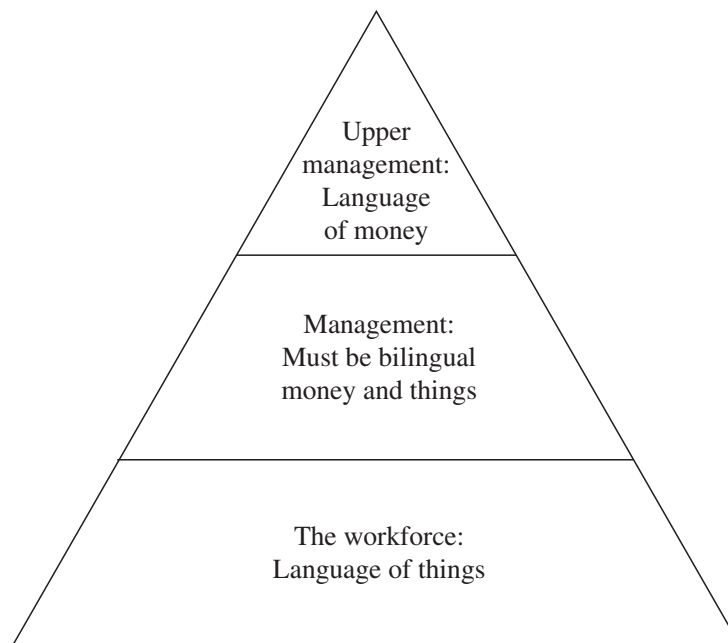 Upper
management:
Language
of money
Management:
Must be bilingual
money and things
The workforce:
Language of things